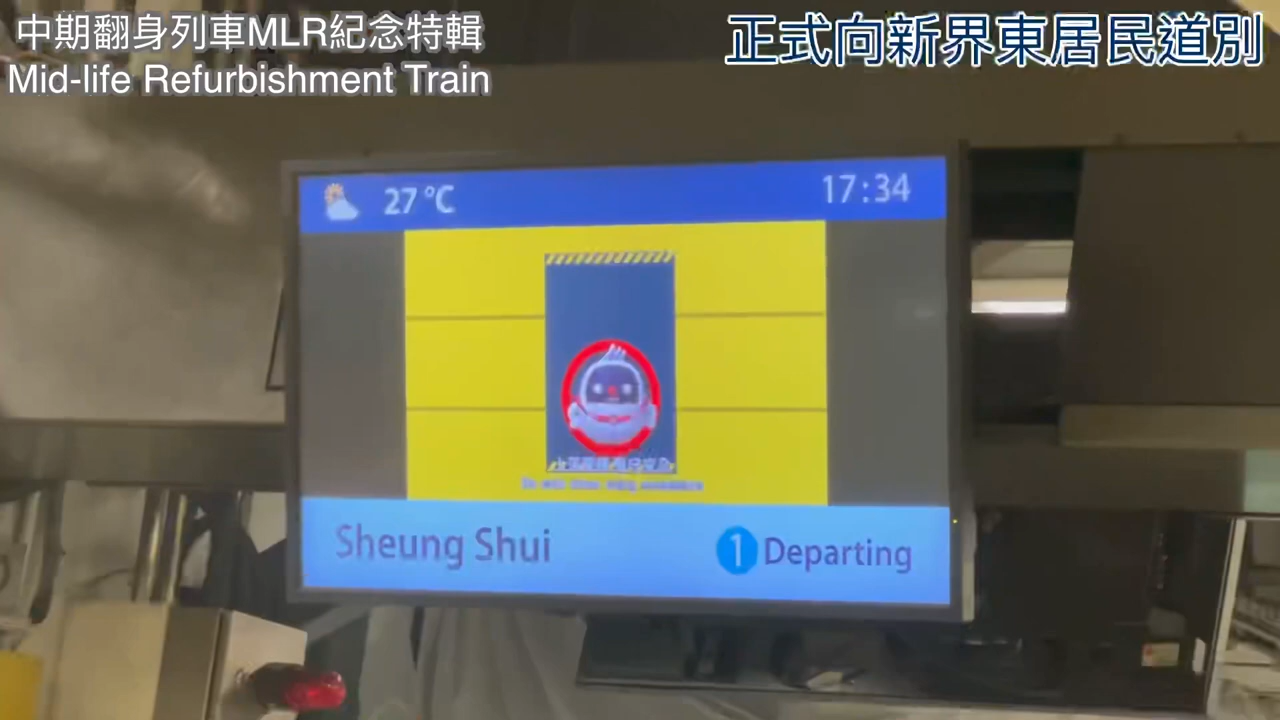 中期翻身列車MLR紀念特輯
Mid-life Refurbishment Train
正式向新界東居民道別
27 °C
17:34
Sheung Shui
1 Departing